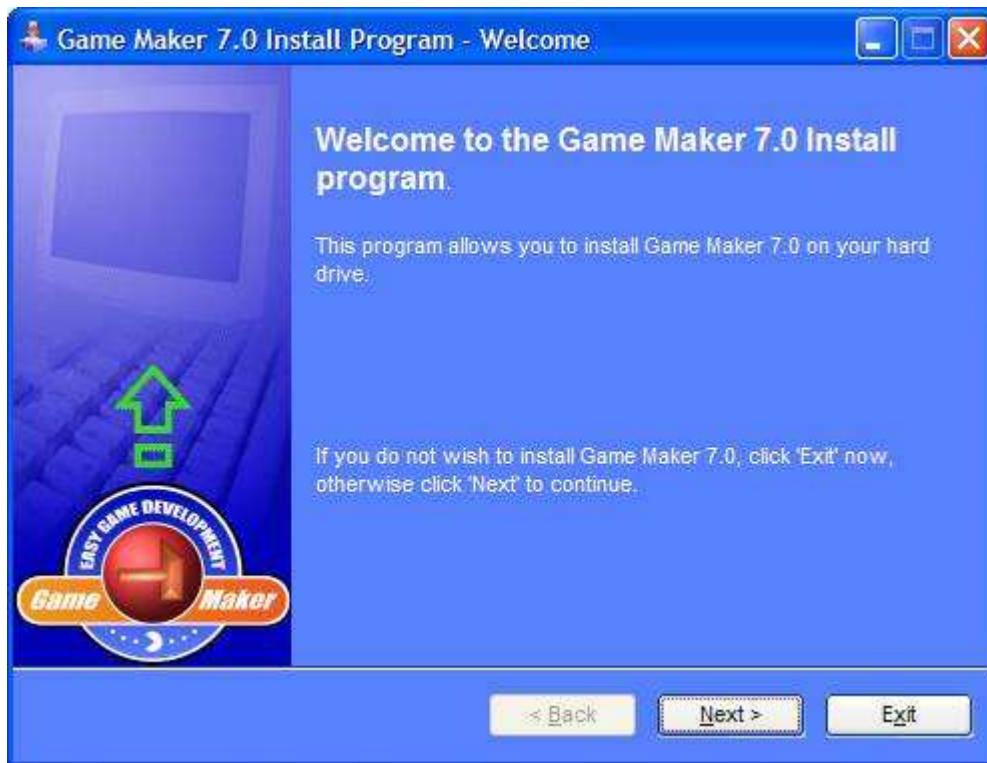 Game Maker 7.0 Install Program - Welcome
Welcome to the Game Maker 7.0 Install
program.
This program allows you to install Game Maker 7.0 on your hard
drive.
If you do not wish to install Game Maker 7.0, click 'Exit' now,
otherwise click 'Next' to continue.
EASY GAME DEVELOPMENT
Game Maker
< Back
Next >
Exit